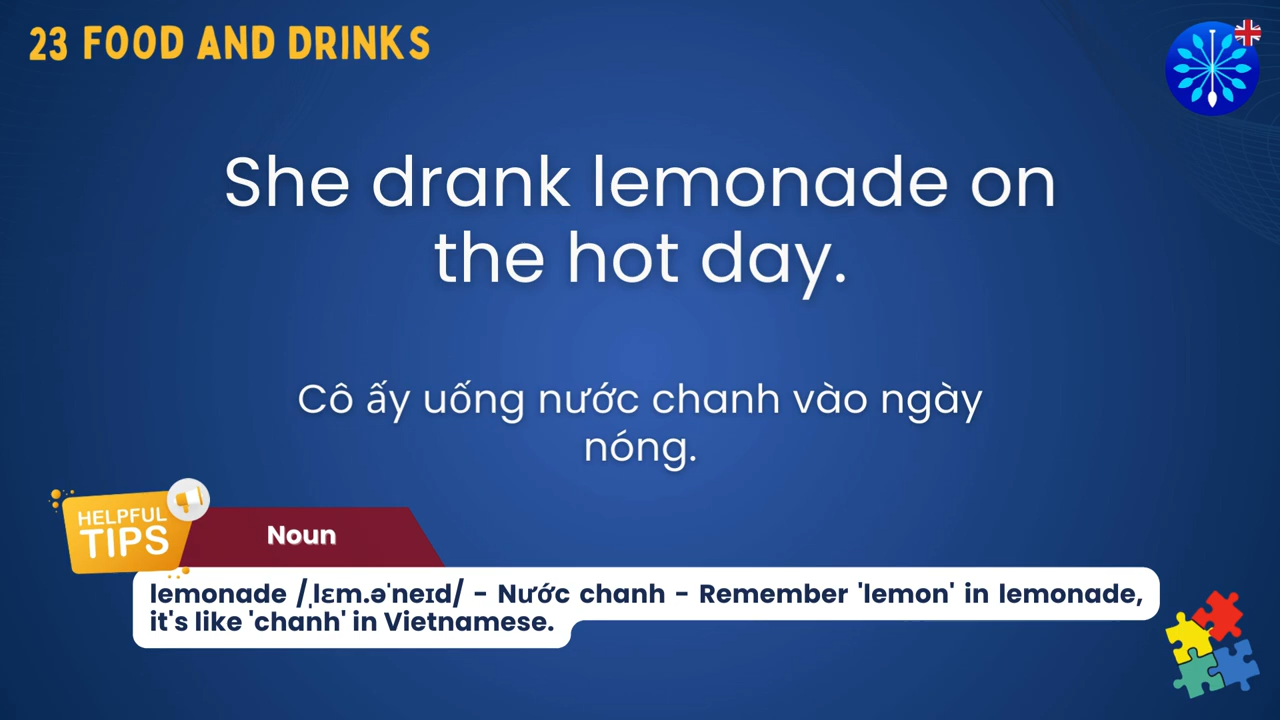 23 FOOD AND DRINKS
She drank lemonade on
the hot day.
Cô ấy uống nước chanh vào ngày
nóng.
HELPFUL
TIPS
Noun
lemonade /ˌlɛm.əˈneɪd/ - Nước chanh - Remember 'lemon' in lemonade,
it's like 'chanh' in Vietnamese.